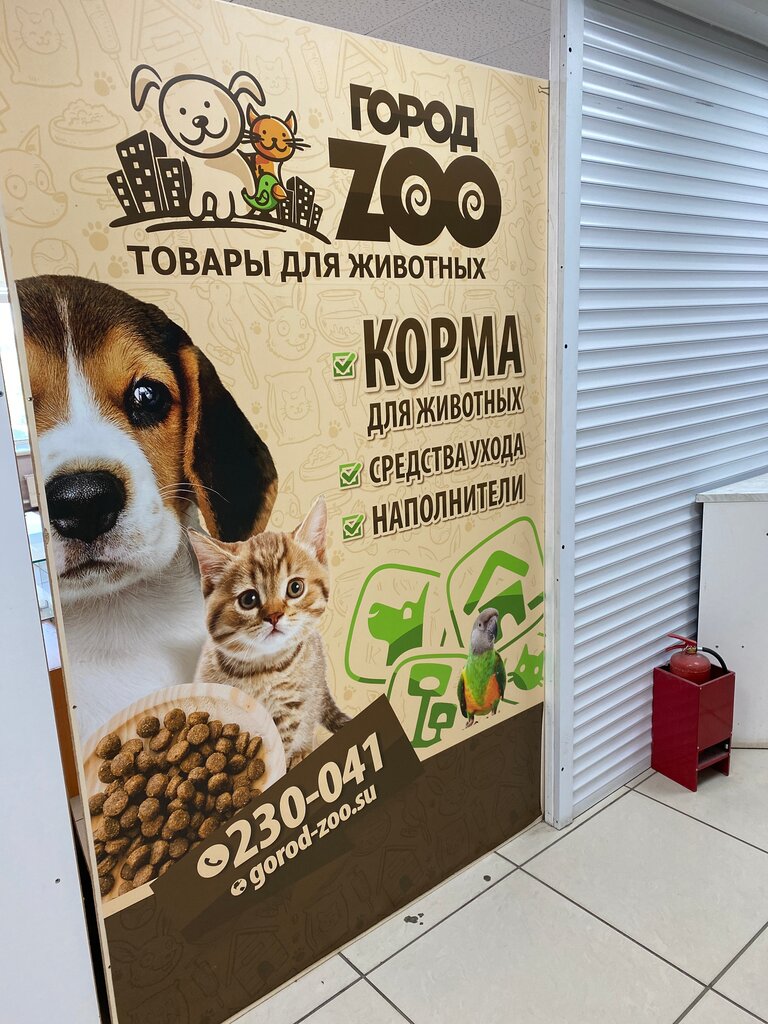 ГОРОД
ZOO
ТОВАРЫ ДЛЯ ЖИВОТНЫХ
КОРМА
ДЛЯ ЖИВОТНЫХ
СРЕДСТВА УХОДА
НАПОЛНИТЕЛИ
230-041
gorod-zoo.su